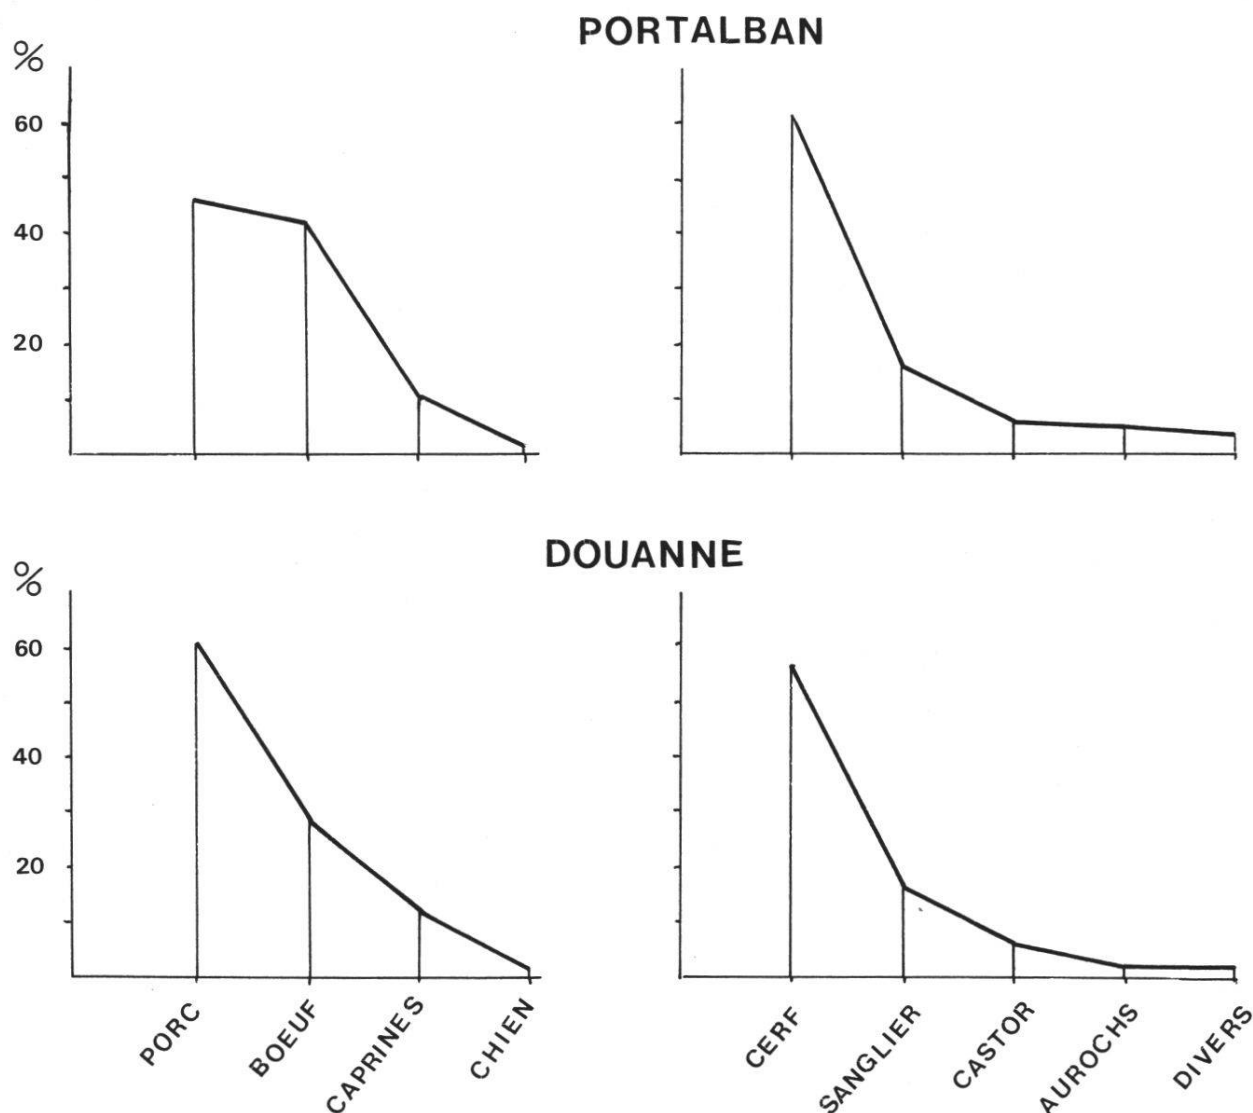 PORTALBAN
%
60
40
20
DOUANNE
%
60
40
20
PORC
BOEUF
CAPRINES
CHIEN
CERF
SANGLIER
CASTOR
AUROCHS
DIVERS